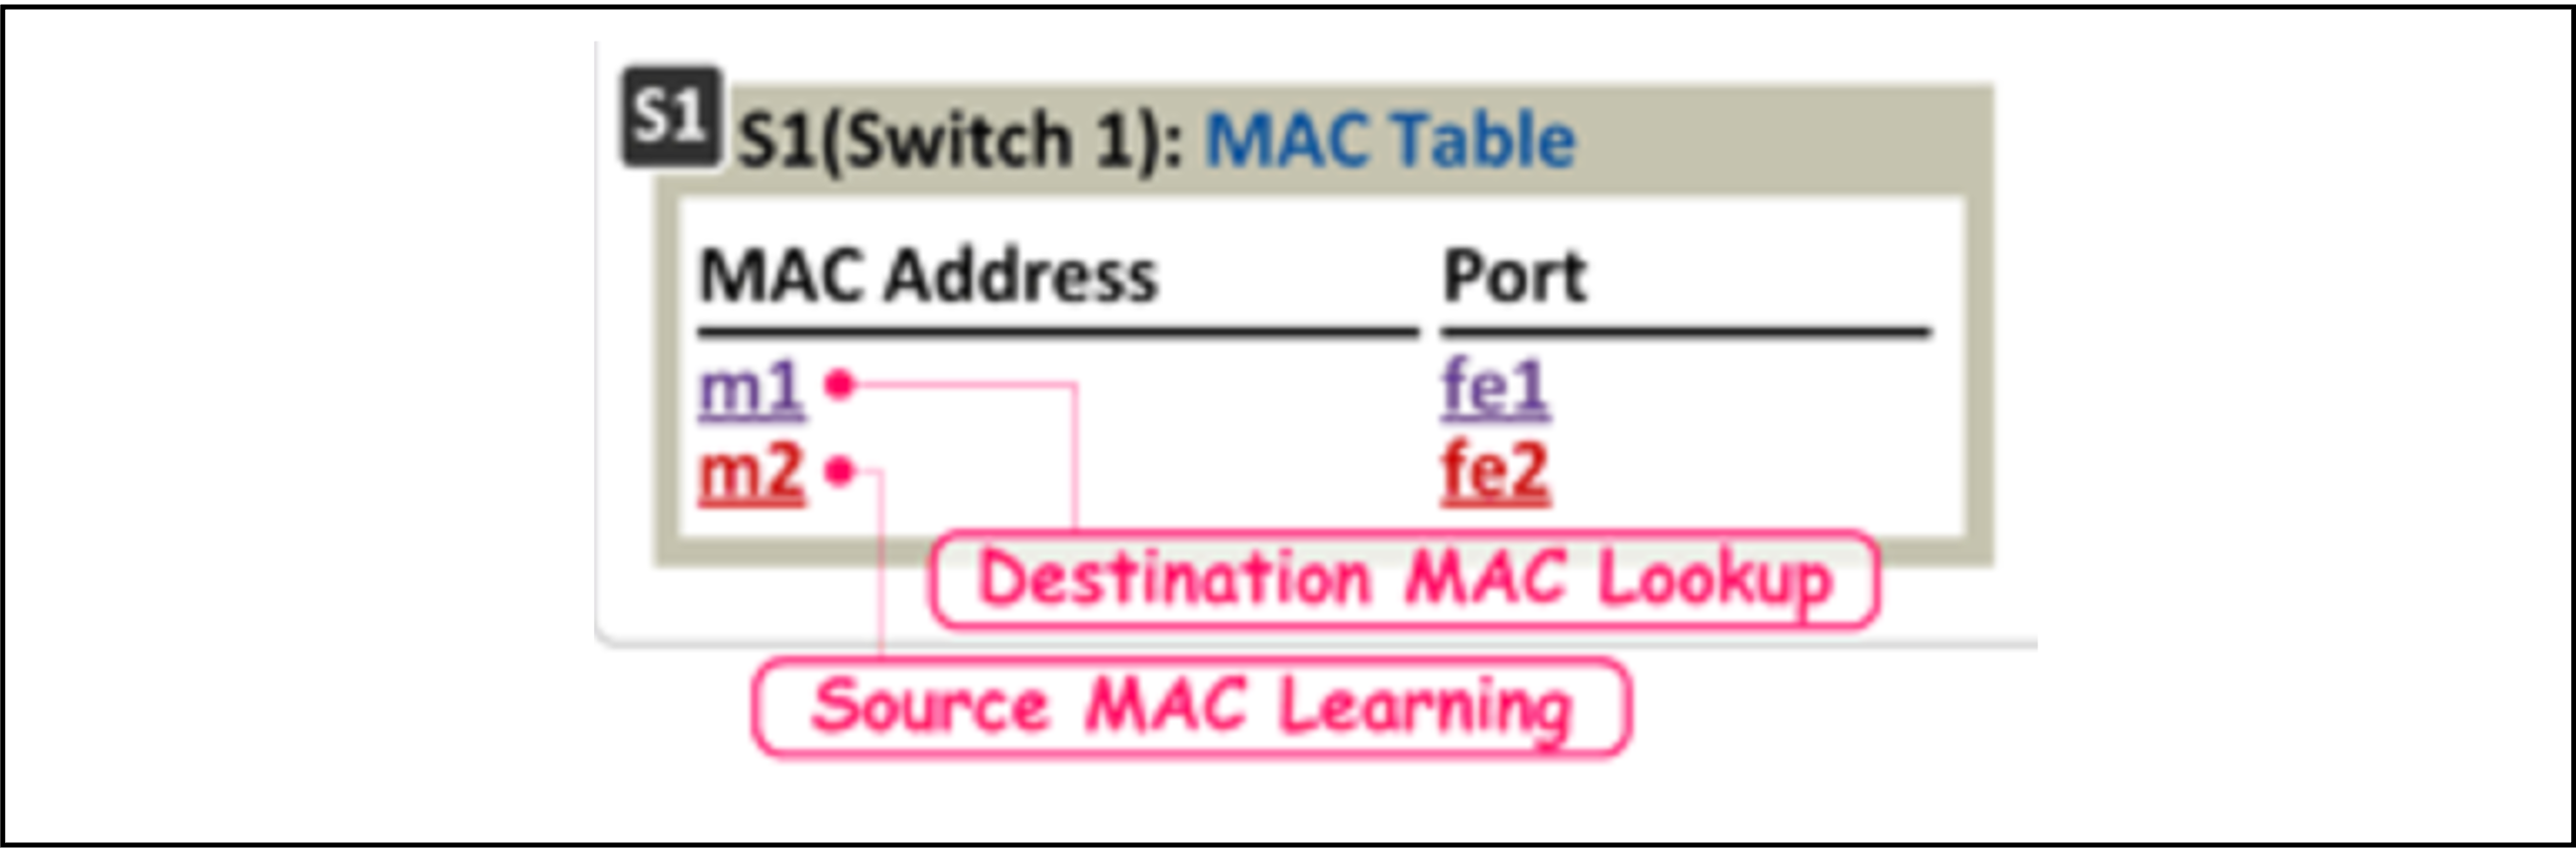 S1
S1(Switch 1): MAC Table
MAC Address Port
m1 fe1
m2 fe2
Destination MAC Lookup
Source MAC Learning